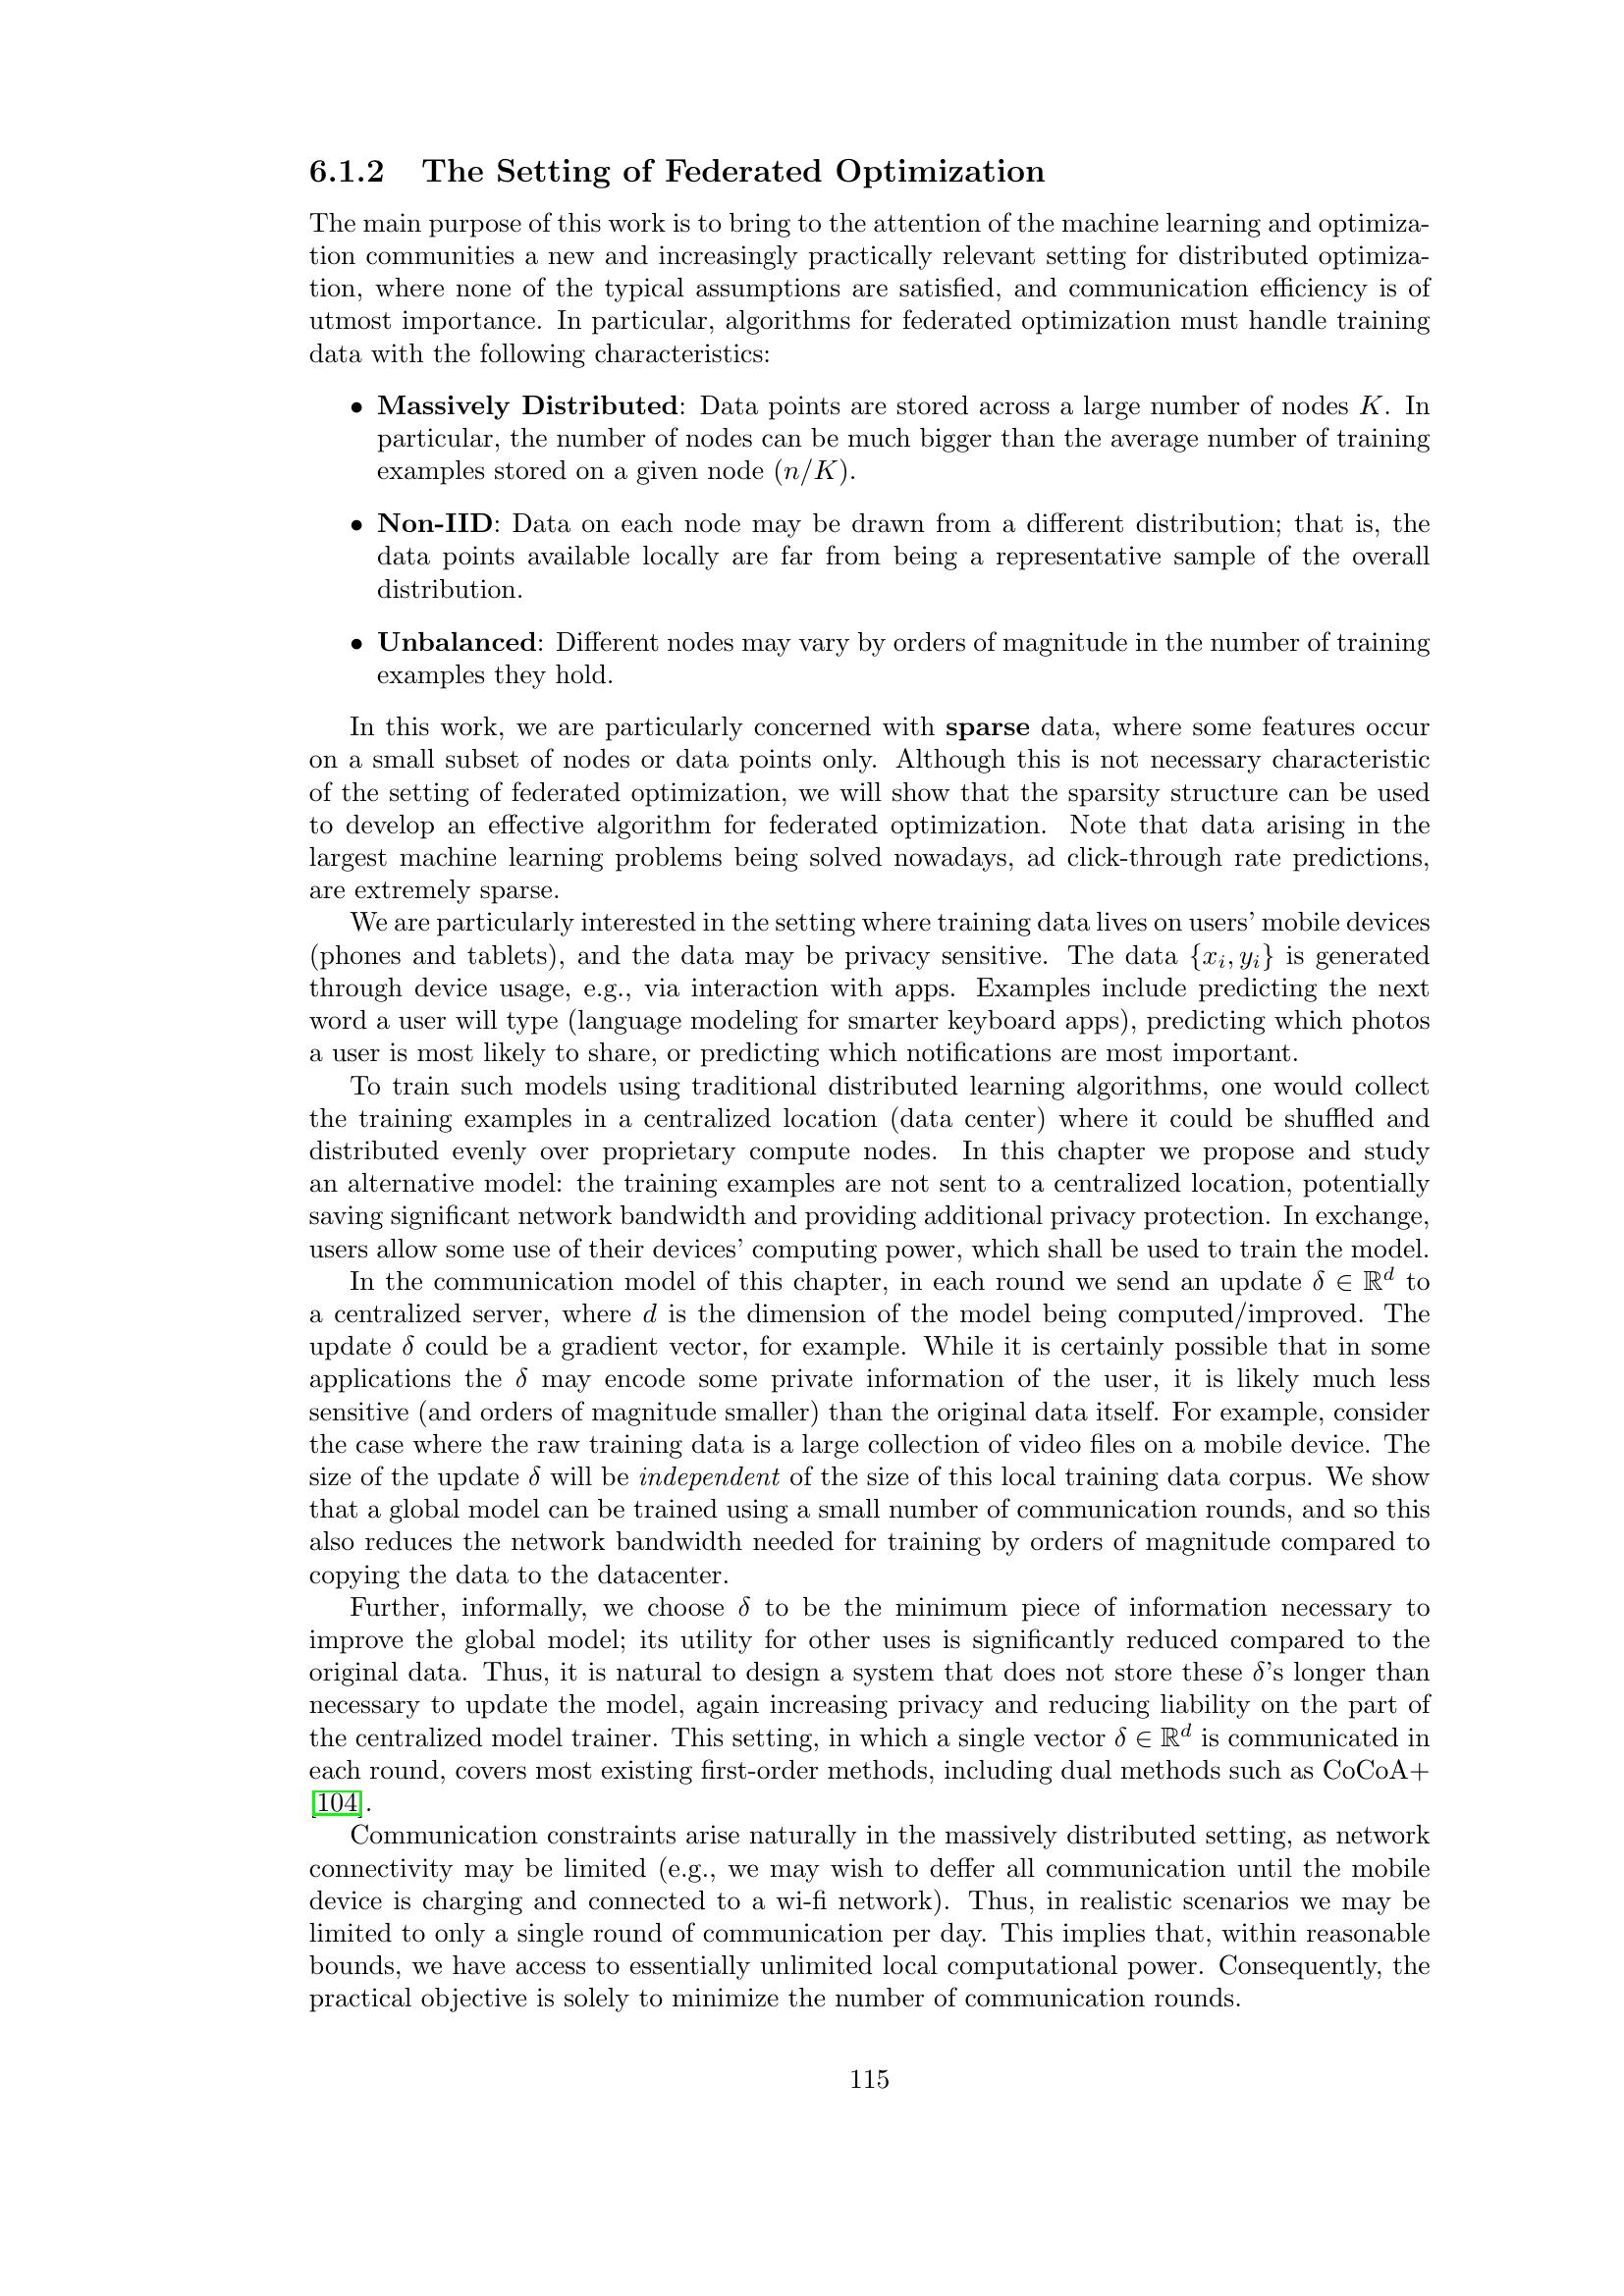 6.1.2 The Setting of Federated Optimization
The main purpose of this work is to bring to the attention of the machine learning and optimiza-
tion communities a new and increasingly practically relevant setting for distributed optimiza-
tion, where none of the typical assumptions are satisfied, and communication efficiency is of
utmost importance. In particular, algorithms for federated optimization must handle training
data with the following characteristics:
• Massively Distributed: Data points are stored across a large number of nodes K. In
particular, the number of nodes can be much bigger than the average number of training
examples stored on a given node (n/K).
• Non-IID: Data on each node may be drawn from a different distribution; that is, the
data points available locally are far from being a representative sample of the overall
distribution.
• Unbalanced: Different nodes may vary by orders of magnitude in the number of training
examples they hold.
In this work, we are particularly concerned with sparse data, where some features occur
on a small subset of nodes or data points only. Although this is not necessary characteristic
of the setting of federated optimization, we will show that the sparsity structure can be used
to develop an effective algorithm for federated optimization. Note that data arising in the
largest machine learning problems being solved nowadays, ad click-through rate predictions,
are extremely sparse.
We are particularly interested in the setting where training data lives on users' mobile devices
(phones and tablets), and the data may be privacy sensitive. The data {xᵢ, yᵢ} is generated
through device usage, e.g., via interaction with apps. Examples include predicting the next
word a user will type (language modeling for smarter keyboard apps), predicting which photos
a user is most likely to share, or predicting which notifications are most important.
To train such models using traditional distributed learning algorithms, one would collect
the training examples in a centralized location (data center) where it could be shuffled and
distributed evenly over proprietary compute nodes. In this chapter we propose and study
an alternative model: the training examples are not sent to a centralized location, potentially
saving significant network bandwidth and providing additional privacy protection. In exchange,
users allow some use of their devices' computing power, which shall be used to train the model.
In the communication model of this chapter, in each round we send an update δ ∈ ℝᵈ to
a centralized server, where d is the dimension of the model being computed/improved. The
update δ could be a gradient vector, for example. While it is certainly possible that in some
applications the δ may encode some private information of the user, it is likely much less
sensitive (and orders of magnitude smaller) than the original data itself. For example, consider
the case where the raw training data is a large collection of video files on a mobile device. The
size of the update δ will be independent of the size of this local training data corpus. We show
that a global model can be trained using a small number of communication rounds, and so this
also reduces the network bandwidth needed for training by orders of magnitude compared to
copying the data to the datacenter.
Further, informally, we choose δ to be the minimum piece of information necessary to
improve the global model; its utility for other uses is significantly reduced compared to the
original data. Thus, it is natural to design a system that does not store these δ's longer than
necessary to update the model, again increasing privacy and reducing liability on the part of
the centralized model trainer. This setting, in which a single vector δ ∈ ℝᵈ is communicated in
each round, covers most existing first-order methods, including dual methods such as CoCoA+
[104].
Communication constraints arise naturally in the massively distributed setting, as network
connectivity may be limited (e.g., we may wish to deffer all communication until the mobile
device is charging and connected to a wi-fi network). Thus, in realistic scenarios we may be
limited to only a single round of communication per day. This implies that, within reasonable
bounds, we have access to essentially unlimited local computational power. Consequently, the
practical objective is solely to minimize the number of communication rounds.
115